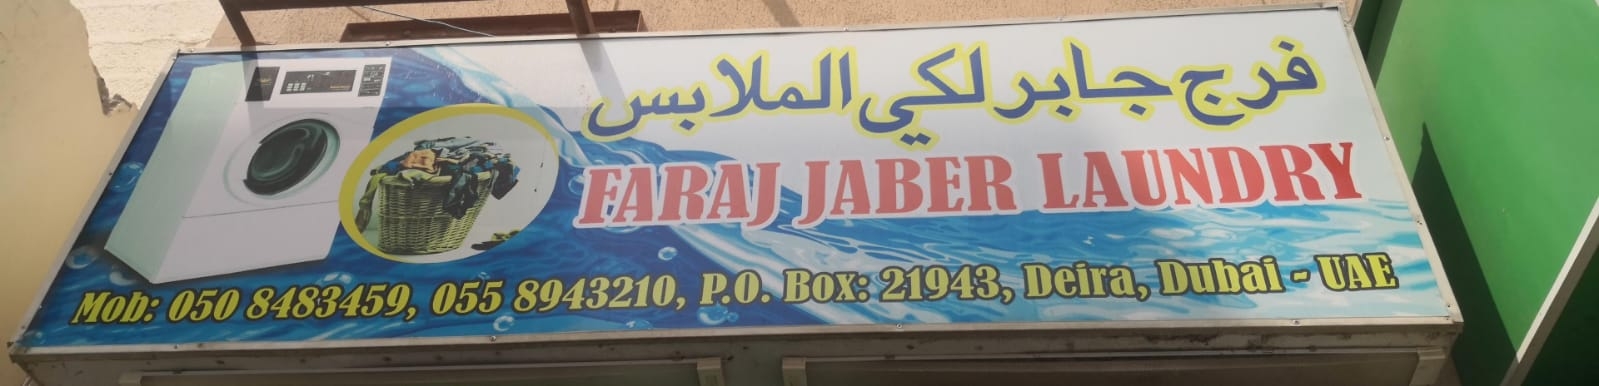 فرج جابر لكي الملابس
FARAJ JABER LAUNDRY
Mob: 050 8483459, 055 8943210, P.O. Box: 21943, Deira, Dubai - UAE